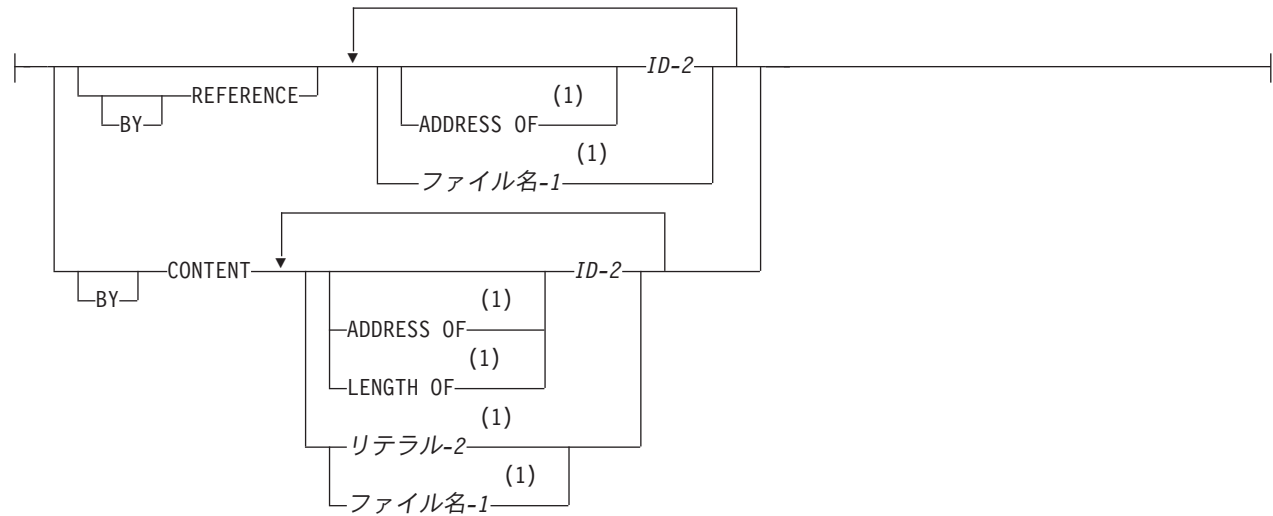 ID-2
REFERENCE
(1)
BY
ADDRESS OF
(1)
ファイル名-1
CONTENT
ID-2
BY
(1)
ADDRESS OF
(1)
LENGTH OF
(1)
リテラル-2
(1)
ファイル名-1